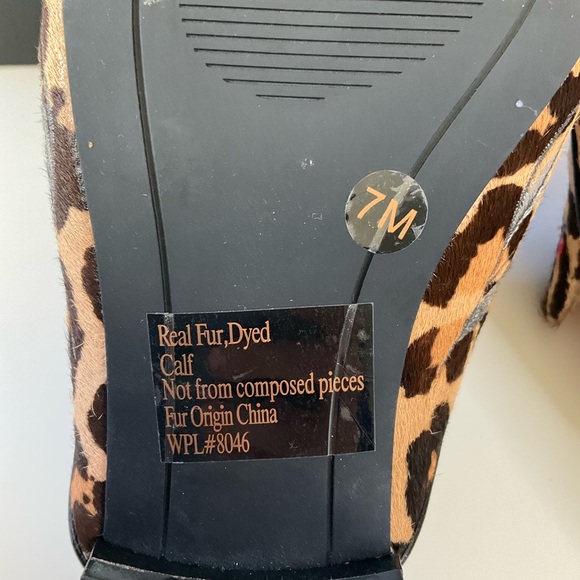 7M
Real Fur,Dyed
Calf
Not from composed pieces
Fur Origin China
WPL#8046